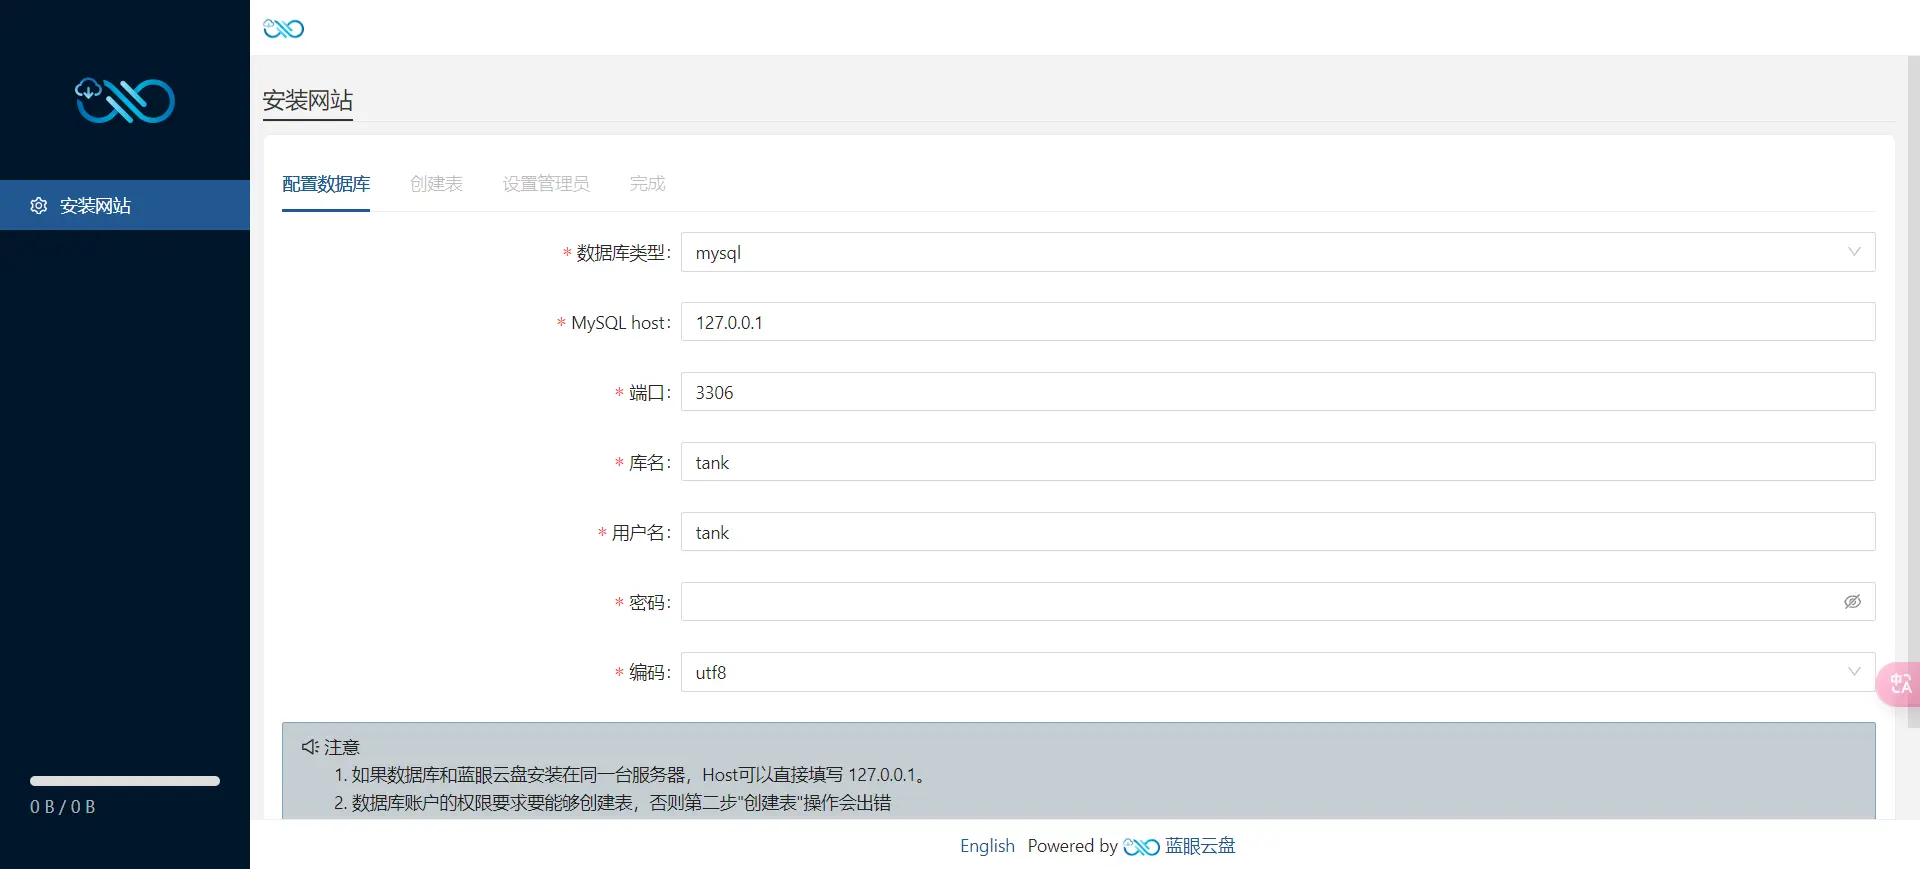 安装网站
安装网站
配置数据库 创建表 设置管理员 完成
* 数据库类型: mysql
* MySQL host: 127.0.0.1
* 端口: 3306
* 库名: tank
* 用户名: tank
* 密码:
* 编码: utf8
注意
1. 如果数据库和蓝眼云盘安装在同一台服务器，Host可以直接填写 127.0.0.1。
2. 数据库账户的权限要求要能够创建表，否则第二步"创建表"操作会出错
0 B / 0 B
English Powered by 蓝眼云盘
中 A